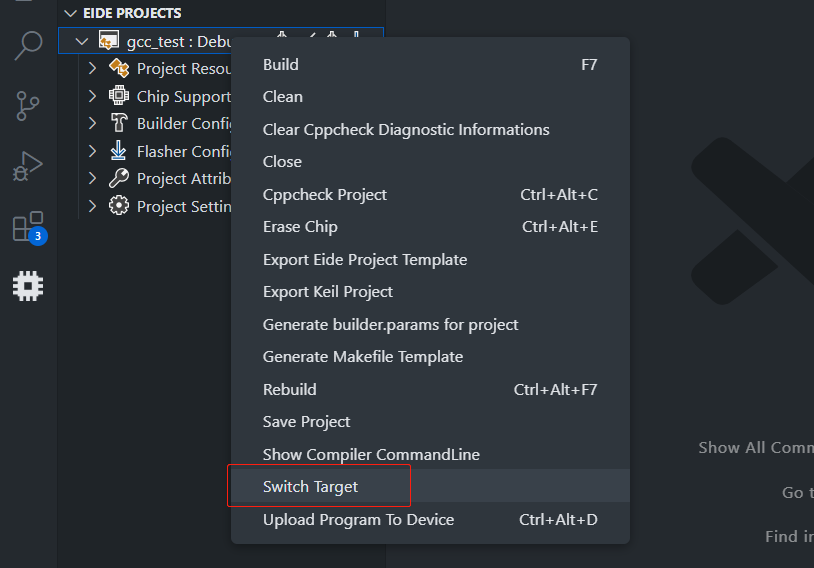 EIDE PROJECTS
gcc_test : Debu
Project Resou
Chip Support
Builder Confi
Flasher Confi
Project Attrib
Project Settin
3
Build F7
Clean
Clear Cppcheck Diagnostic Informations
Close
Cppcheck Project Ctrl+Alt+C
Erase Chip Ctrl+Alt+E
Export Eide Project Template
Export Keil Project
Generate builder.params for project
Generate Makefile Template
Rebuild Ctrl+Alt+F7
Save Project
Show Compiler CommandLine
Switch Target
Upload Program To Device Ctrl+Alt+D
Show All Comm
Go t
Find in